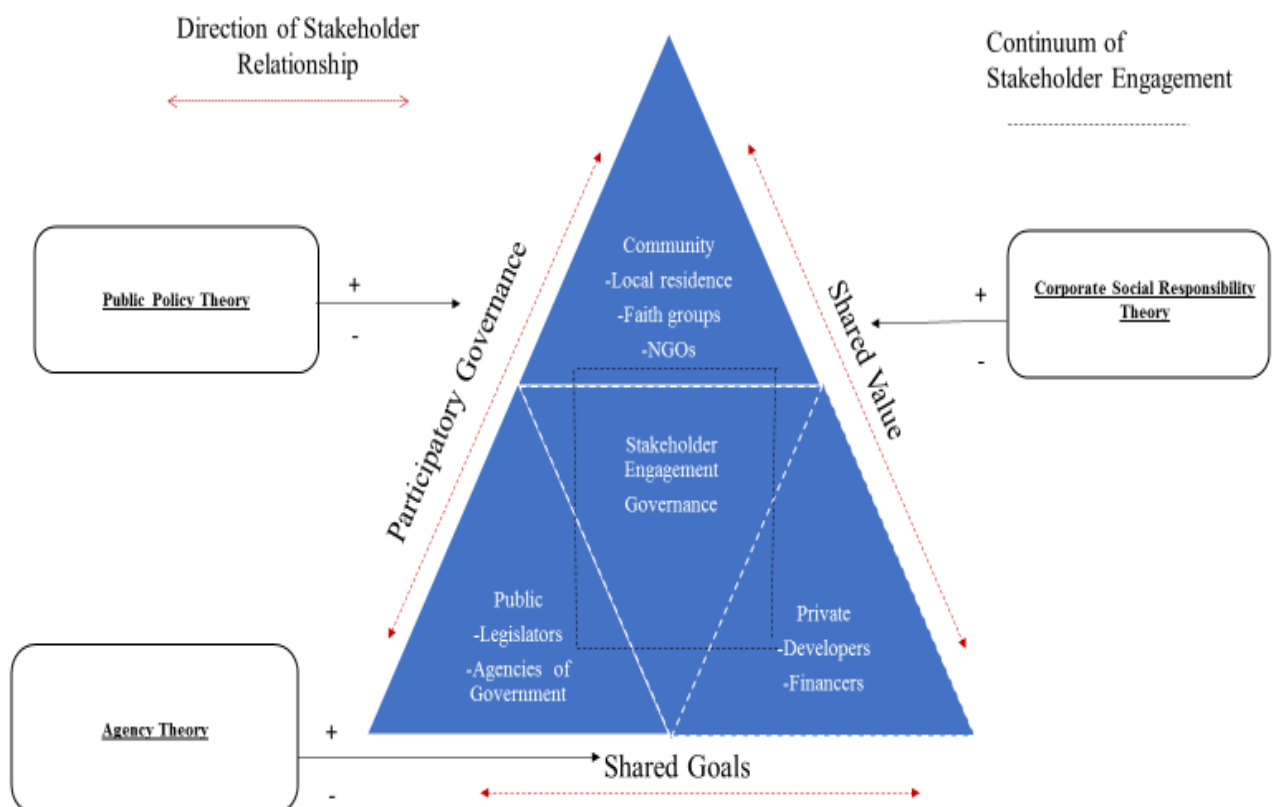 Direction of Stakeholder
Relationship
Continuum of
Stakeholder Engagement
Public Policy Theory
+
-
Participatory Governance
Community
-Local residence
-Faith groups
-NGOs
Shared Value
+
-
Corporate Social Responsibility
Theory
Stakeholder
Engagement
Governance
Public
-Legislators
-Agencies of
Government
Private
-Developers
-Financers
Agency Theory
+
-
Shared Goals